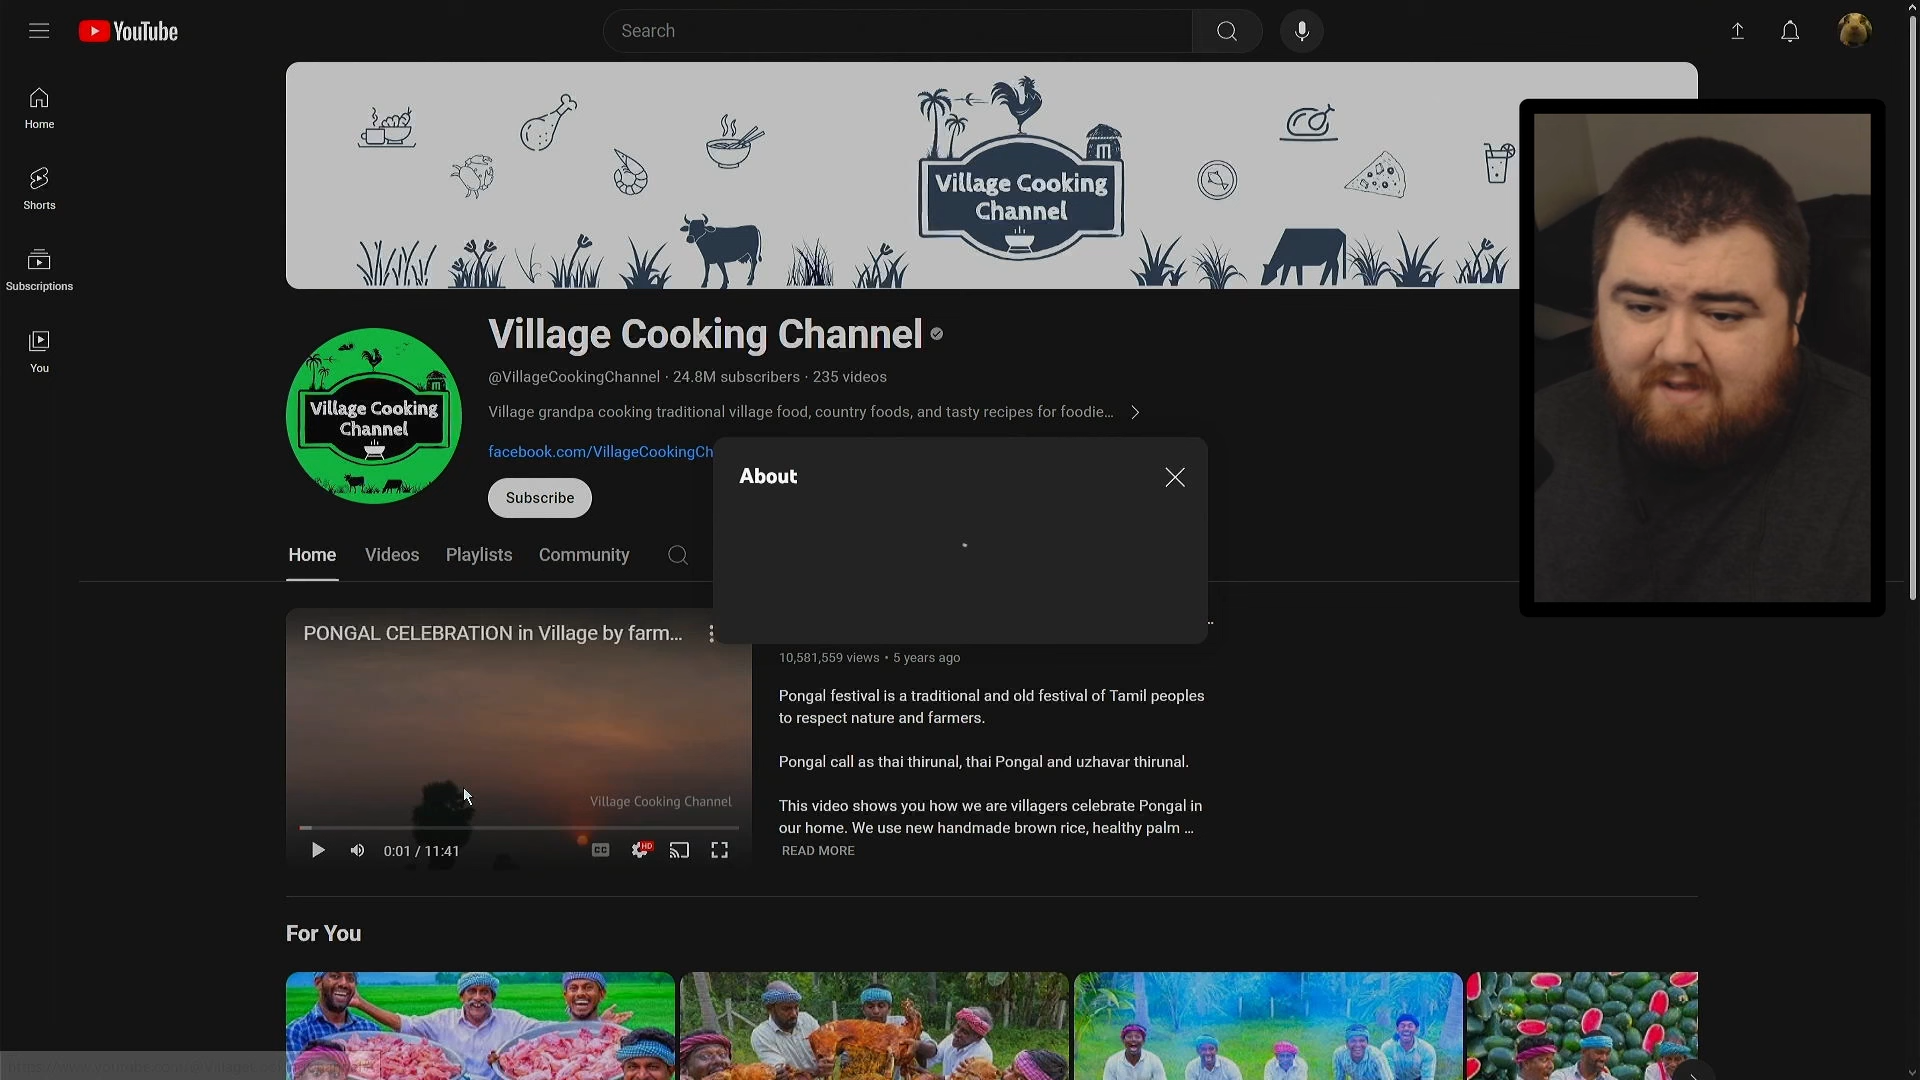 YouTube
Search
Home
Shorts
Subscriptions
You
Village Cooking
Channel
Village Cooking Channel
@VillageCookingChannel · 24.8M subscribers · 235 videos
Village grandpa cooking traditional village food, country foods, and tasty recipes for foodie...
facebook.com/VillageCookingCh
Subscribe
Village Cooking
Channel
About
Home
Videos
Playlists
Community
PONGAL CELEBRATION in Village by farm...
Village Cooking Channel
0:01 / 11:41
CC
HD
...
10,581,559 views • 5 years ago
Pongal festival is a traditional and old festival of Tamil peoples
to respect nature and farmers.
Pongal call as thai thirunal, thai Pongal and uzhavar thirunal.
This video shows you how we are villagers celebrate Pongal in
our home. We use new handmade brown rice, healthy palm ...
READ MORE
For You